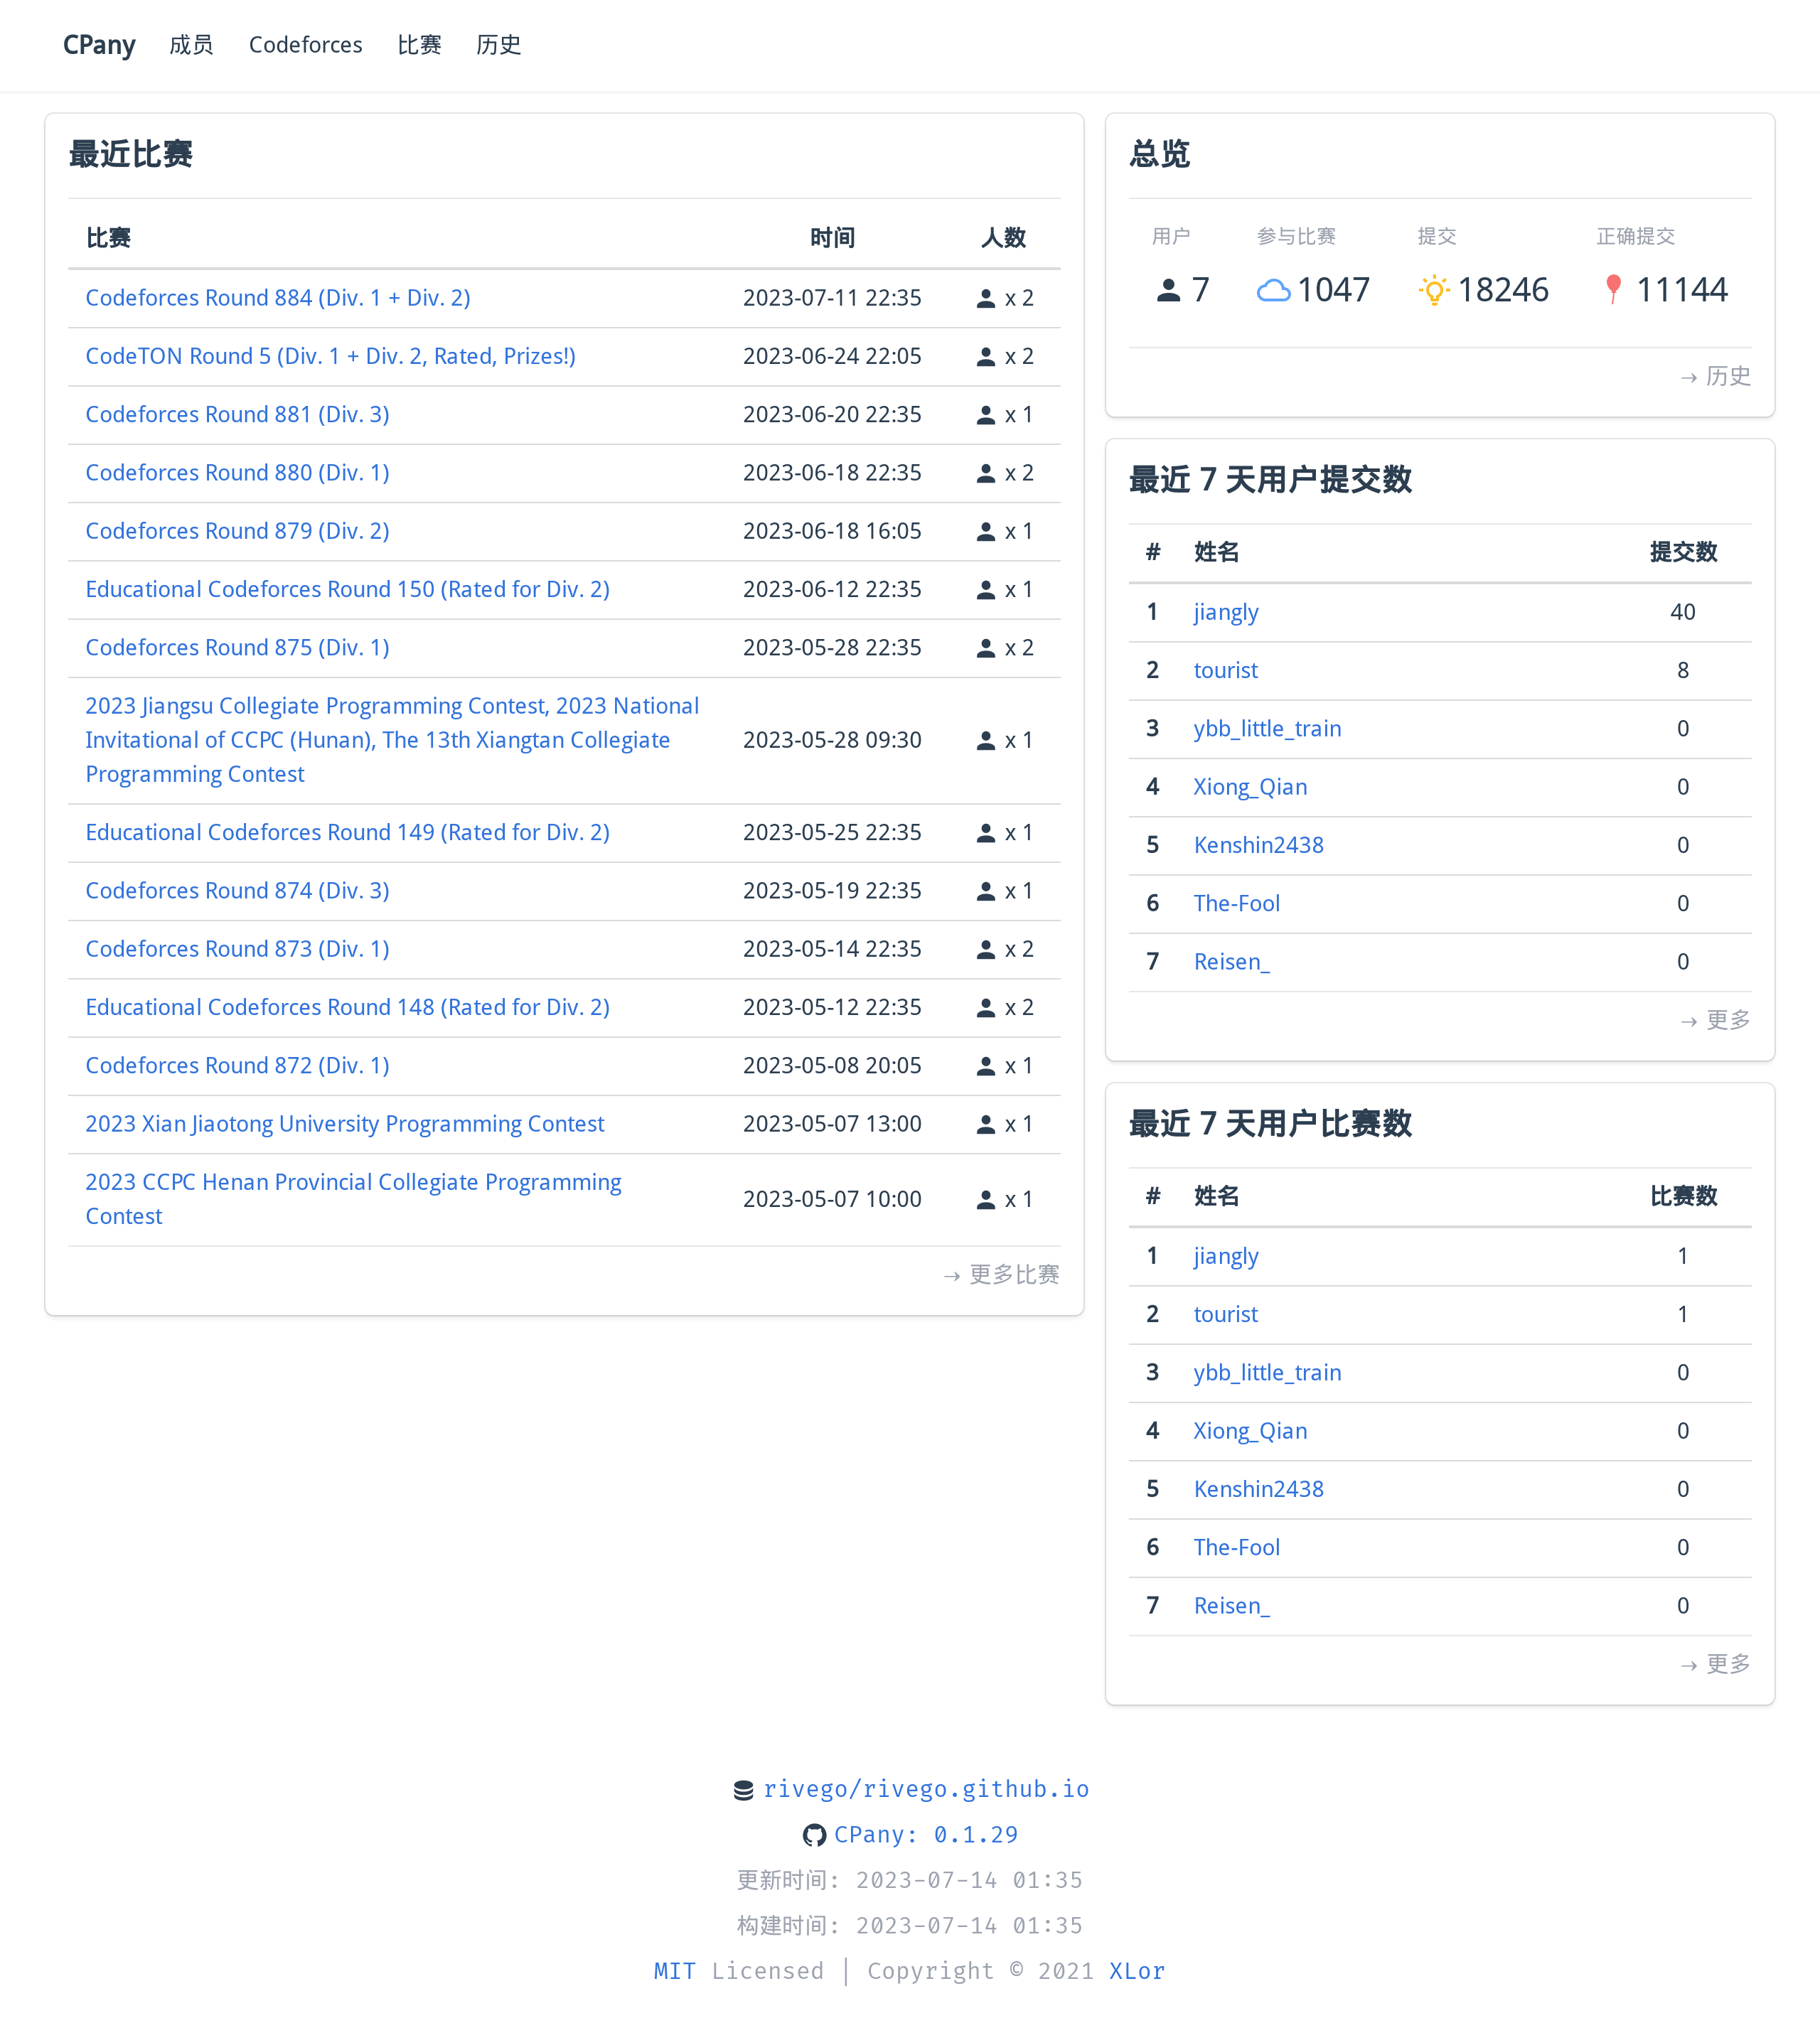 CPany 成员 Codeforces 比赛 历史
最近比赛
比赛 时间 人数
Codeforces Round 884 (Div. 1 + Div. 2) 2023-07-11 22:35 x 2
CodeTON Round 5 (Div. 1 + Div. 2, Rated, Prizes!) 2023-06-24 22:05 x 2
Codeforces Round 881 (Div. 3) 2023-06-20 22:35 x 1
Codeforces Round 880 (Div. 1) 2023-06-18 22:35 x 2
Codeforces Round 879 (Div. 2) 2023-06-18 16:05 x 1
Educational Codeforces Round 150 (Rated for Div. 2) 2023-06-12 22:35 x 1
Codeforces Round 875 (Div. 1) 2023-05-28 22:35 x 2
2023 Jiangsu Collegiate Programming Contest, 2023 National
Invitational of CCPC (Hunan), The 13th Xiangtan Collegiate 2023-05-28 09:30 x 1
Programming Contest
Educational Codeforces Round 149 (Rated for Div. 2) 2023-05-25 22:35 x 1
Codeforces Round 874 (Div. 3) 2023-05-19 22:35 x 1
Codeforces Round 873 (Div. 1) 2023-05-14 22:35 x 2
Educational Codeforces Round 148 (Rated for Div. 2) 2023-05-12 22:35 x 2
Codeforces Round 872 (Div. 1) 2023-05-08 20:05 x 1
2023 Xian Jiaotong University Programming Contest 2023-05-07 13:00 x 1
2023 CCPC Henan Provincial Collegiate Programming
Contest 2023-05-07 10:00 x 1
→ 更多比赛
总览
用户 参与比赛 提交 正确提交
7 1047 18246 11144
→ 历史
最近 7 天用户提交数
# 姓名 提交数
1 jiangly 40
2 tourist 8
3 ybb_little_train 0
4 Xiong_Qian 0
5 Kenshin2438 0
6 The-Fool 0
7 Reisen_ 0
→ 更多
最近 7 天用户比赛数
# 姓名 比赛数
1 jiangly 1
2 tourist 1
3 ybb_little_train 0
4 Xiong_Qian 0
5 Kenshin2438 0
6 The-Fool 0
7 Reisen_ 0
→ 更多
rivego/rivego.github.io
CPany: 0.1.29
更新时间: 2023-07-14 01:35
构建时间: 2023-07-14 01:35
MIT Licensed | Copyright © 2021 XLor